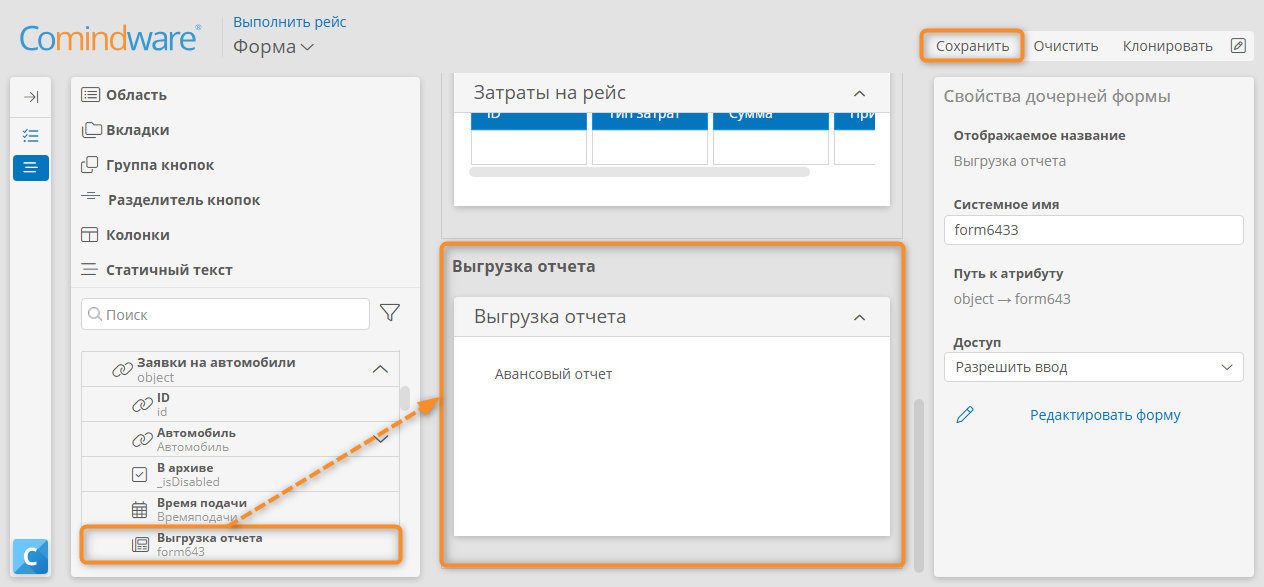 Comindware®
Выполнить рейс
Форма
Сохранить
Очистить
Клонировать
Область
Вкладки
Группа кнопок
Разделитель кнопок
Колонки
Статичный текст
Поиск
Заявки на автомобили
object
ID
id
Автомобиль
Автомобиль
В архиве
_isDisabled
Время подачи
Времяподачи
Выгрузка отчета
form643
C
Затраты на рейс
ID
Тип затрат
Сумма
При
Выгрузка отчета
Выгрузка отчета
Авансовый отчет
Свойства дочерней формы
Отображаемое название
Выгрузка отчета
Системное имя
form6433
Путь к атрибуту
object → form643
Доступ
Разрешить ввод
Редактировать форму